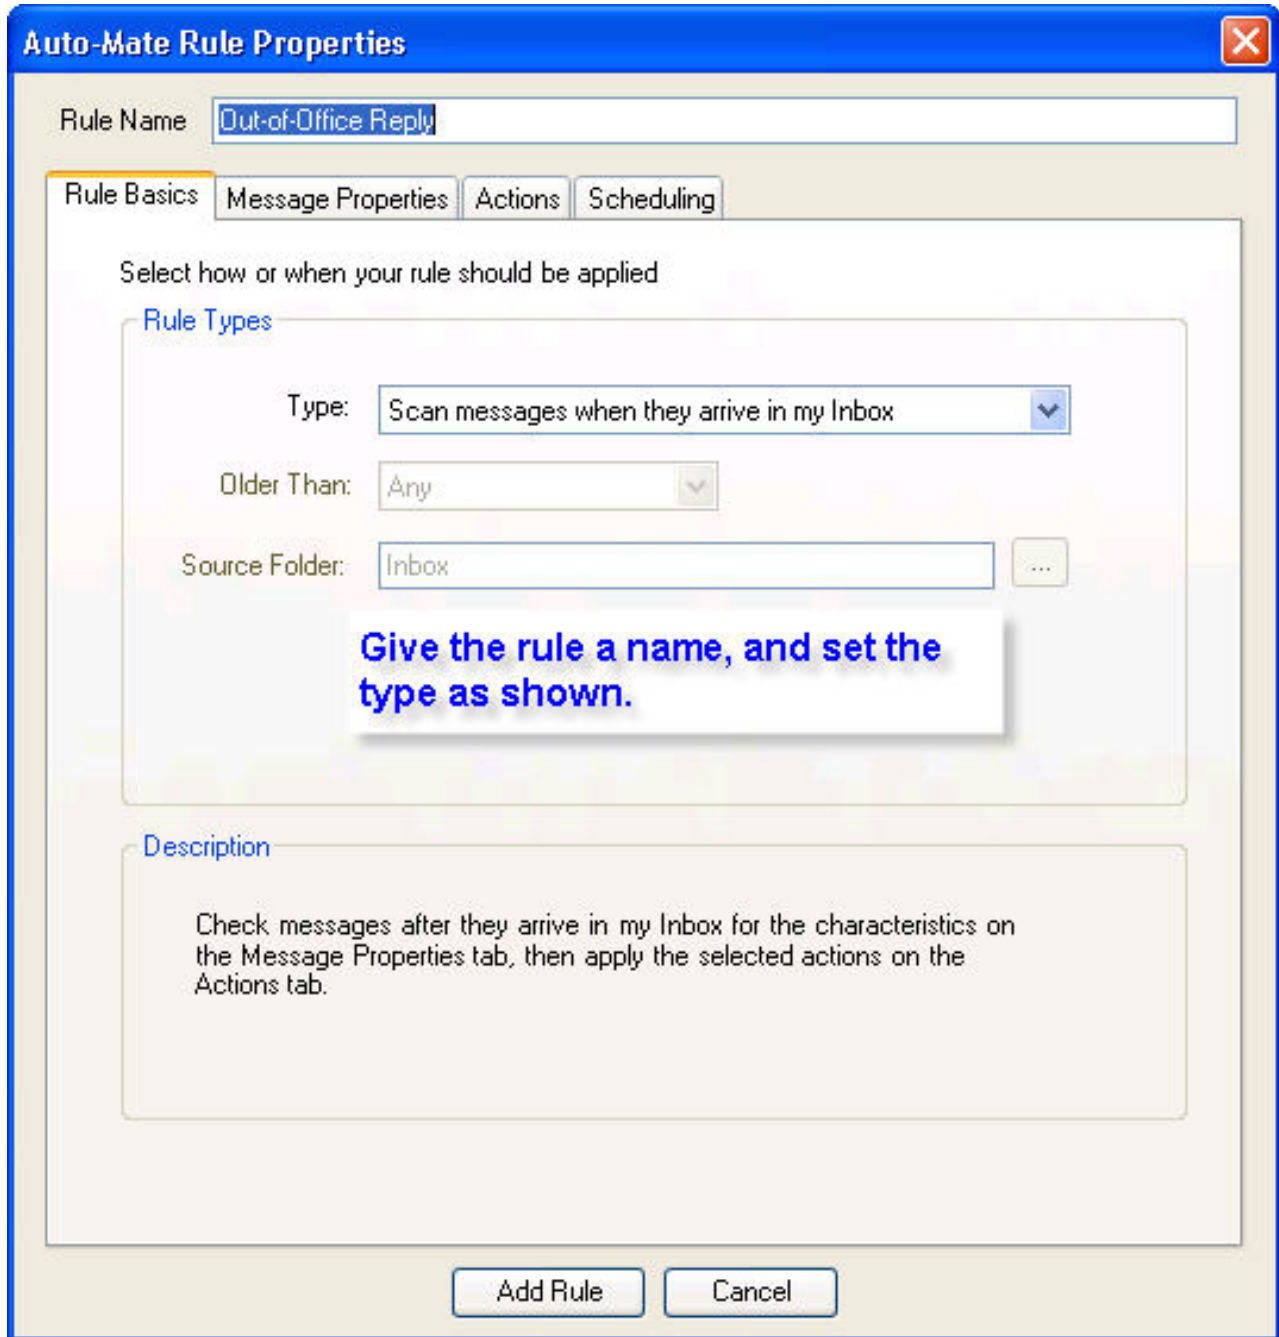 Auto-Mate Rule Properties
Rule Name Out-of-Office Reply
Rule Basics Message Properties Actions Scheduling
Select how or when your rule should be applied
Rule Types
Type: Scan messages when they arrive in my Inbox
Older Than: Any
Source Folder: Inbox ...
Give the rule a name, and set the
type as shown.
Description
Check messages after they arrive in my Inbox for the characteristics on
the Message Properties tab, then apply the selected actions on the
Actions tab.
Add Rule Cancel